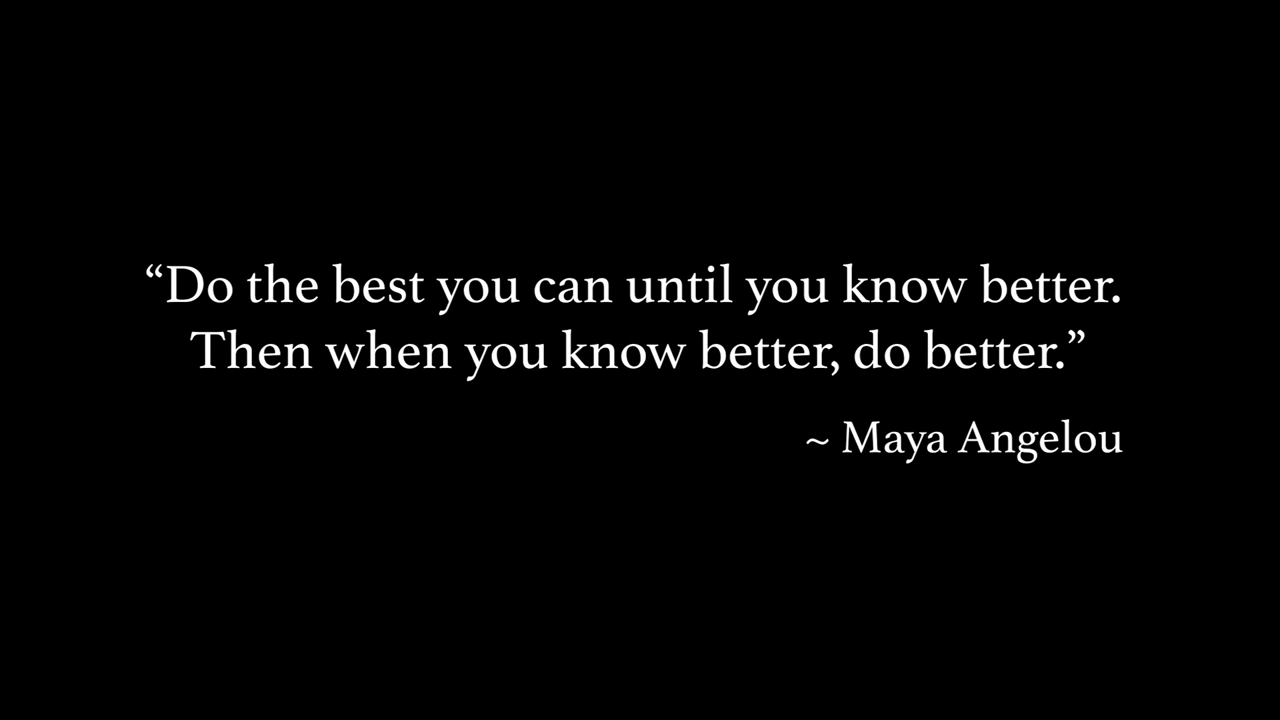 “Do the best you can until you know better.
Then when you know better, do better.”
~ Maya Angelou